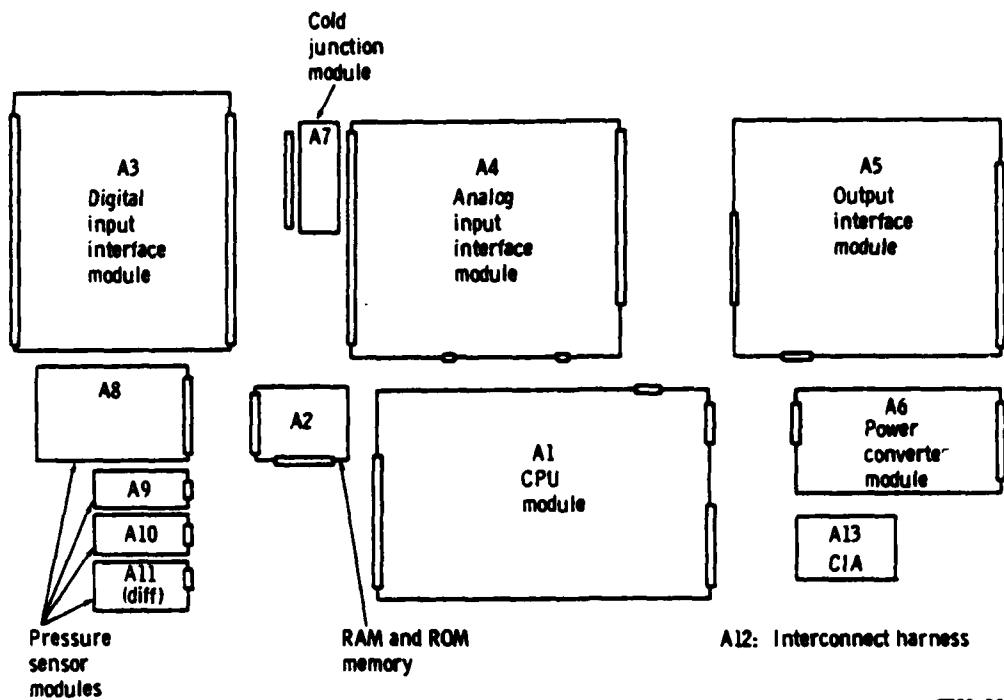 Cold
junction
module
A7
A3
Digital
input
interface
module
A4
Analog
input
interface
module
A5
Output
interface
module
A8
A2
A1
CPU
module
A6
Power
converter
module
A9
A10
A11
(diff)
A13
CIA
Pressure
sensor
modules
RAM and ROM
memory
A12: Interconnect harness